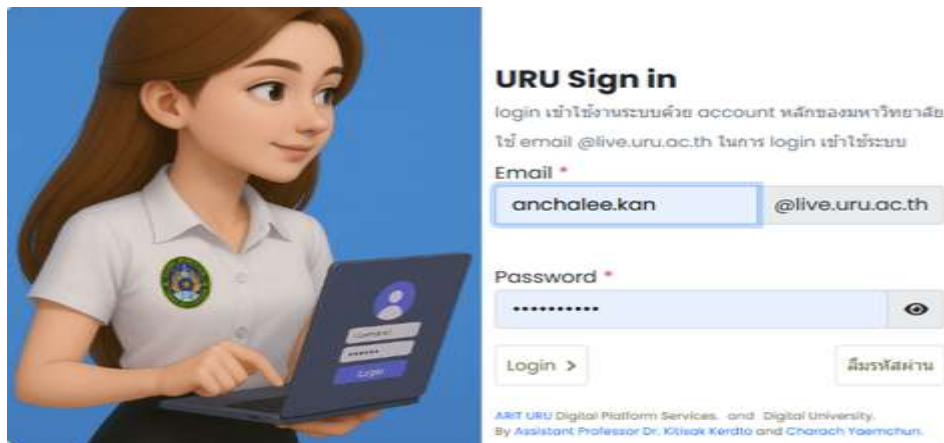 URU Sign in
login เข้าใช้งานระบบด้วย account หลักของมหาวิทยาลัย
ใช้ email @live.uru.ac.th ในการ login เข้าใช้ระบบ
Email *
anchalee.kan @live.uru.ac.th
Password *
••••••••••
Login >
ลืมรหัสผ่าน
ARIT URU Digital Platform Services. and Digital University.
By Assistant Professor Dr. Kitisak Kerdto and Charach Yaemchun.
Login